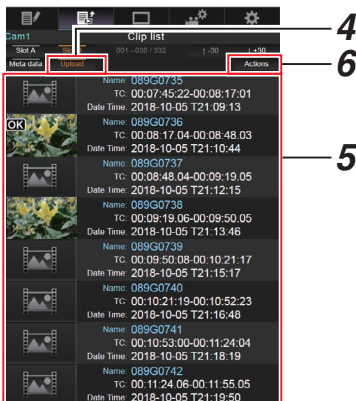 Cam1 Clip list
Slot A 001 - 030 / 332 ↕ -30 ↓ +30
Meta data Upload Actions
4
6
5
Name: 089G0735
TC: 00:07:45:22-00:08:17:01
Date Time: 2018-10-05 T21:09:13
OK
Name: 089G0736
TC: 00:08:17.04-00:08:48.03
Date Time: 2018-10-05 T21:10:44
Name: 089G0737
TC: 00:08:48.04-00:09:19.05
Date Time: 2018-10-05 T21:12:15
Name: 089G0738
TC: 00:09:19.06-00:09:50.05
Date Time: 2018-10-05 T21:13:46
Name: 089G0739
TC: 00:09:50:08-00:10:21:17
Date Time: 2018-10-05 T21:15:17
Name: 089G0740
TC: 00:10:21:19-00:10:52:23
Date Time: 2018-10-05 T21:16:48
Name: 089G0741
TC: 00:10:53:00-00:11:24:04
Date Time: 2018-10-05 T21:18:19
Name: 089G0742
TC: 00:11:24.06-00:11:55.05
Date Time: 2018-10-05 T21:19:50